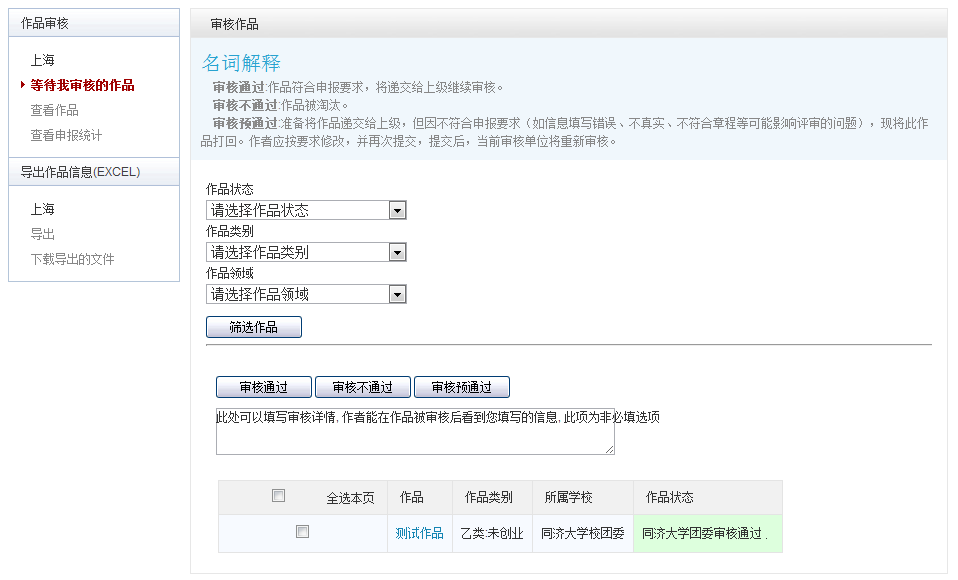 作品审核
上海
等待我审核的作品
查看作品
查看申报统计
导出作品信息(EXCEL)
上海
导出
下载导出的文件
审核作品
名词解释
审核通过:作品符合申报要求，将递交给上级继续审核。
审核不通过:作品被淘汰。
审核预通过:准备将作品递交给上级，但因不符合申报要求（如信息填写错误、不真实、不符合章程等可能影响评审的问题），现将此作
品打回。作者应按要求修改，并再次提交，提交后，当前审核单位将重新审核。
作品状态
请选择作品状态
作品类别
请选择作品类别
作品领域
请选择作品领域
筛选作品
审核通过 审核不通过 审核预通过
此处可以填写审核详情, 作者能在作品被审核后看到您填写的信息, 此项为非必填选项
全选本页 作品 作品类别 所属学校 作品状态
测试作品 乙类:未创业 同济大学校团委 同济大学团委审核通过 .